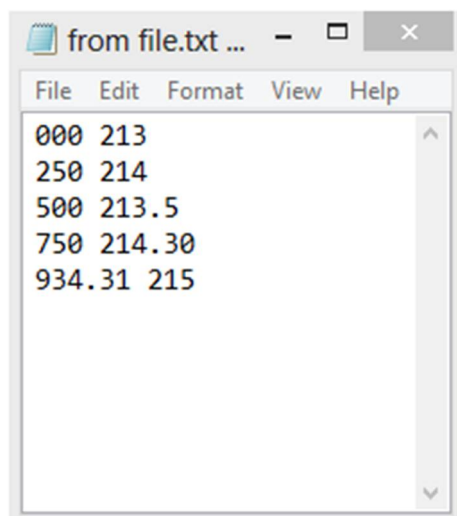 from file.txt ...
File Edit Format View Help
000 213
250 214
500 213.5
750 214.30
934.31 215